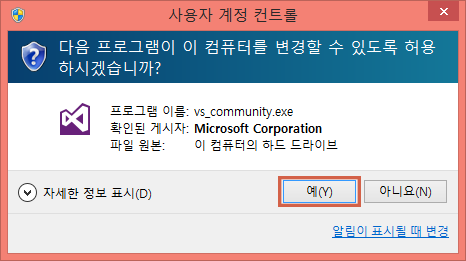 사용자 계정 컨트롤
다음 프로그램이 이 컴퓨터를 변경할 수 있도록 허용
하시겠습니까?
프로그램 이름: vs_community.exe
확인된 게시자: Microsoft Corporation
파일 원본: 이 컴퓨터의 하드 드라이브
자세한 정보 표시(D) 예(Y) 아니요(N)
알림이 표시될 때 변경